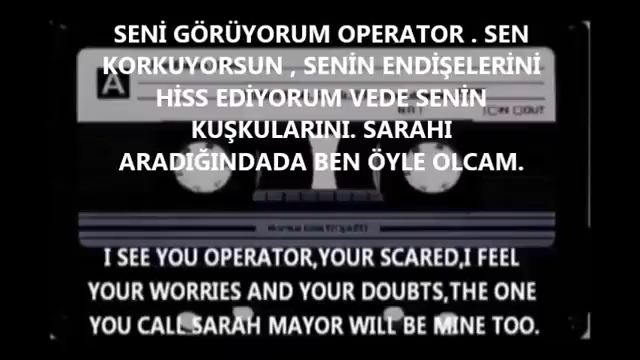 SENİ GÖRÜYORUM OPERATOR . SEN
KORKUYORSUN , SENİN ENDİŞELERİNİ
A
HİSS EDİYORUM VEDE SENİN
KUŞKULARINI. SARAHI
ARADIĞINDADA BEN ÖYLE OLCAM.
I SEE YOU OPERATOR,YOUR SCARED,I FEEL
YOUR WORRIES AND YOUR DOUBTS,THE ONE
YOU CALL SARAH MAYOR WILL BE MINE TOO.